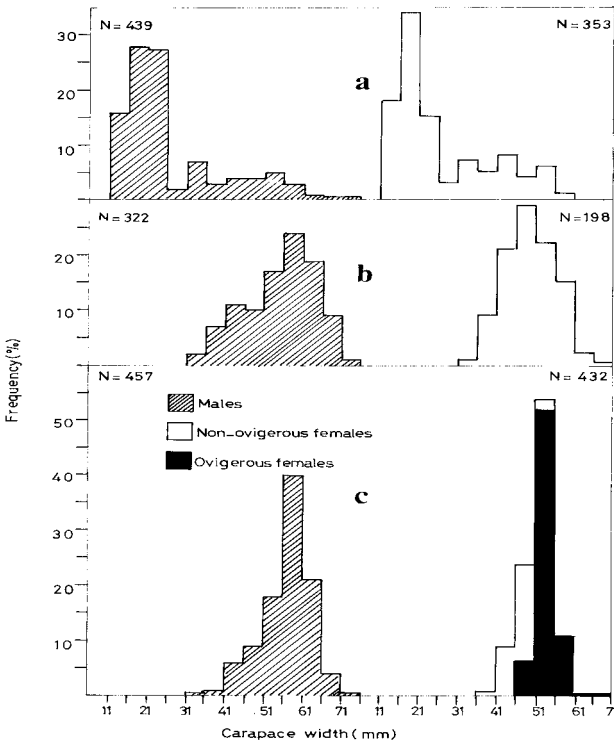 N= 439
N=353
a
30
20
10
N= 322
N=198
b
20
10
N= 457
N= 432
Males
Non-ovigerous females
Ovigerous females
c
50
40
30
20
10
Frequency(%)
11 21 31 41 51 61 71 11 21 41 31 51 61 7
Carapace width(mm)